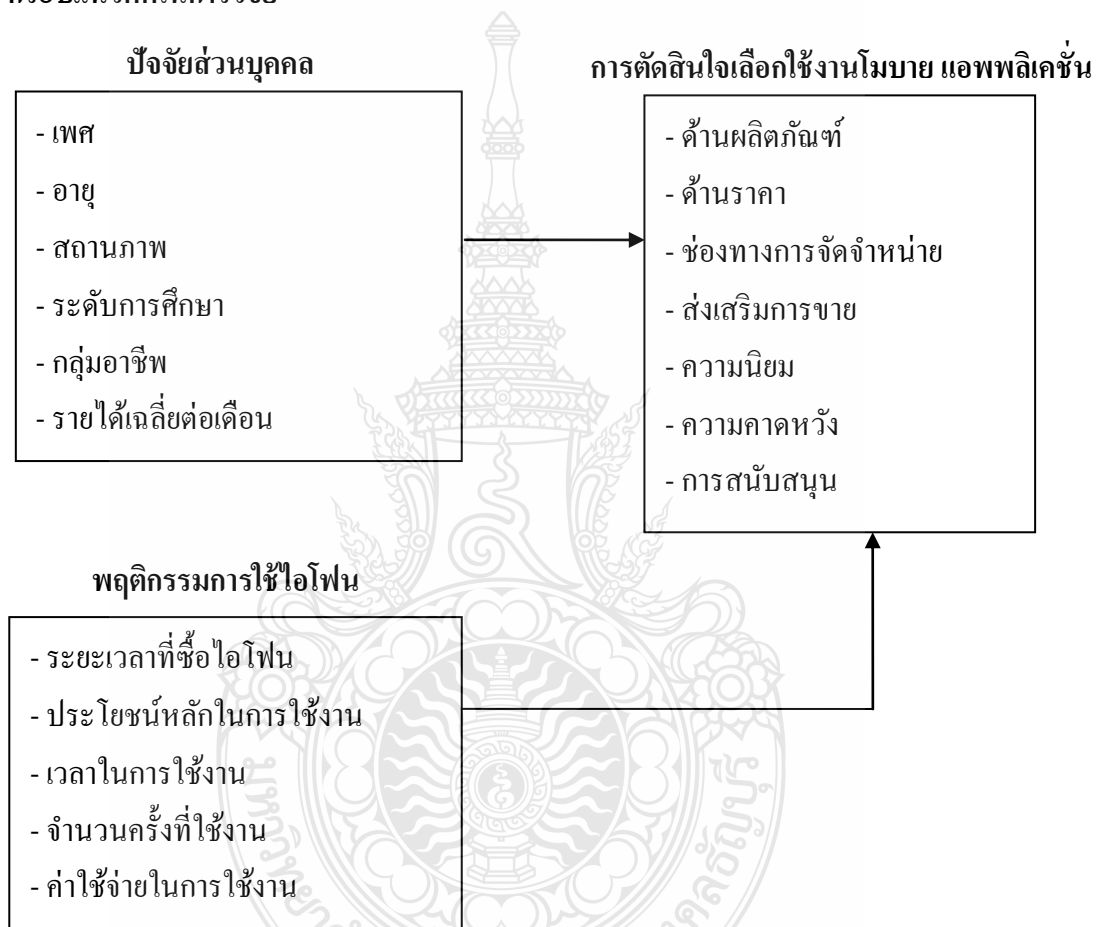 ปัจจัยส่วนบุคคล
- เพศ
- อายุ
- สถานภาพ
- ระดับการศึกษา
- กลุ่มอาชีพ
- รายได้เฉลี่ยต่อเดือน
การตัดสินใจเลือกใช้งานโมบาย แอพพลิเคชั่น
- ด้านผลิตภัณฑ์
- ด้านราคา
- ช่องทางการจัดจำหน่าย
- ส่งเสริมการขาย
- ความนิยม
- ความคาดหวัง
- การสนับสนุน
พฤติกรรมการใช้ไอโฟน
- ระยะเวลาที่ซื้อไอโฟน
- ประโยชน์หลักในการใช้งาน
- เวลาในการใช้งาน
- จำนวนครั้งที่ใช้งาน
- ค่าใช้จ่ายในการใช้งาน